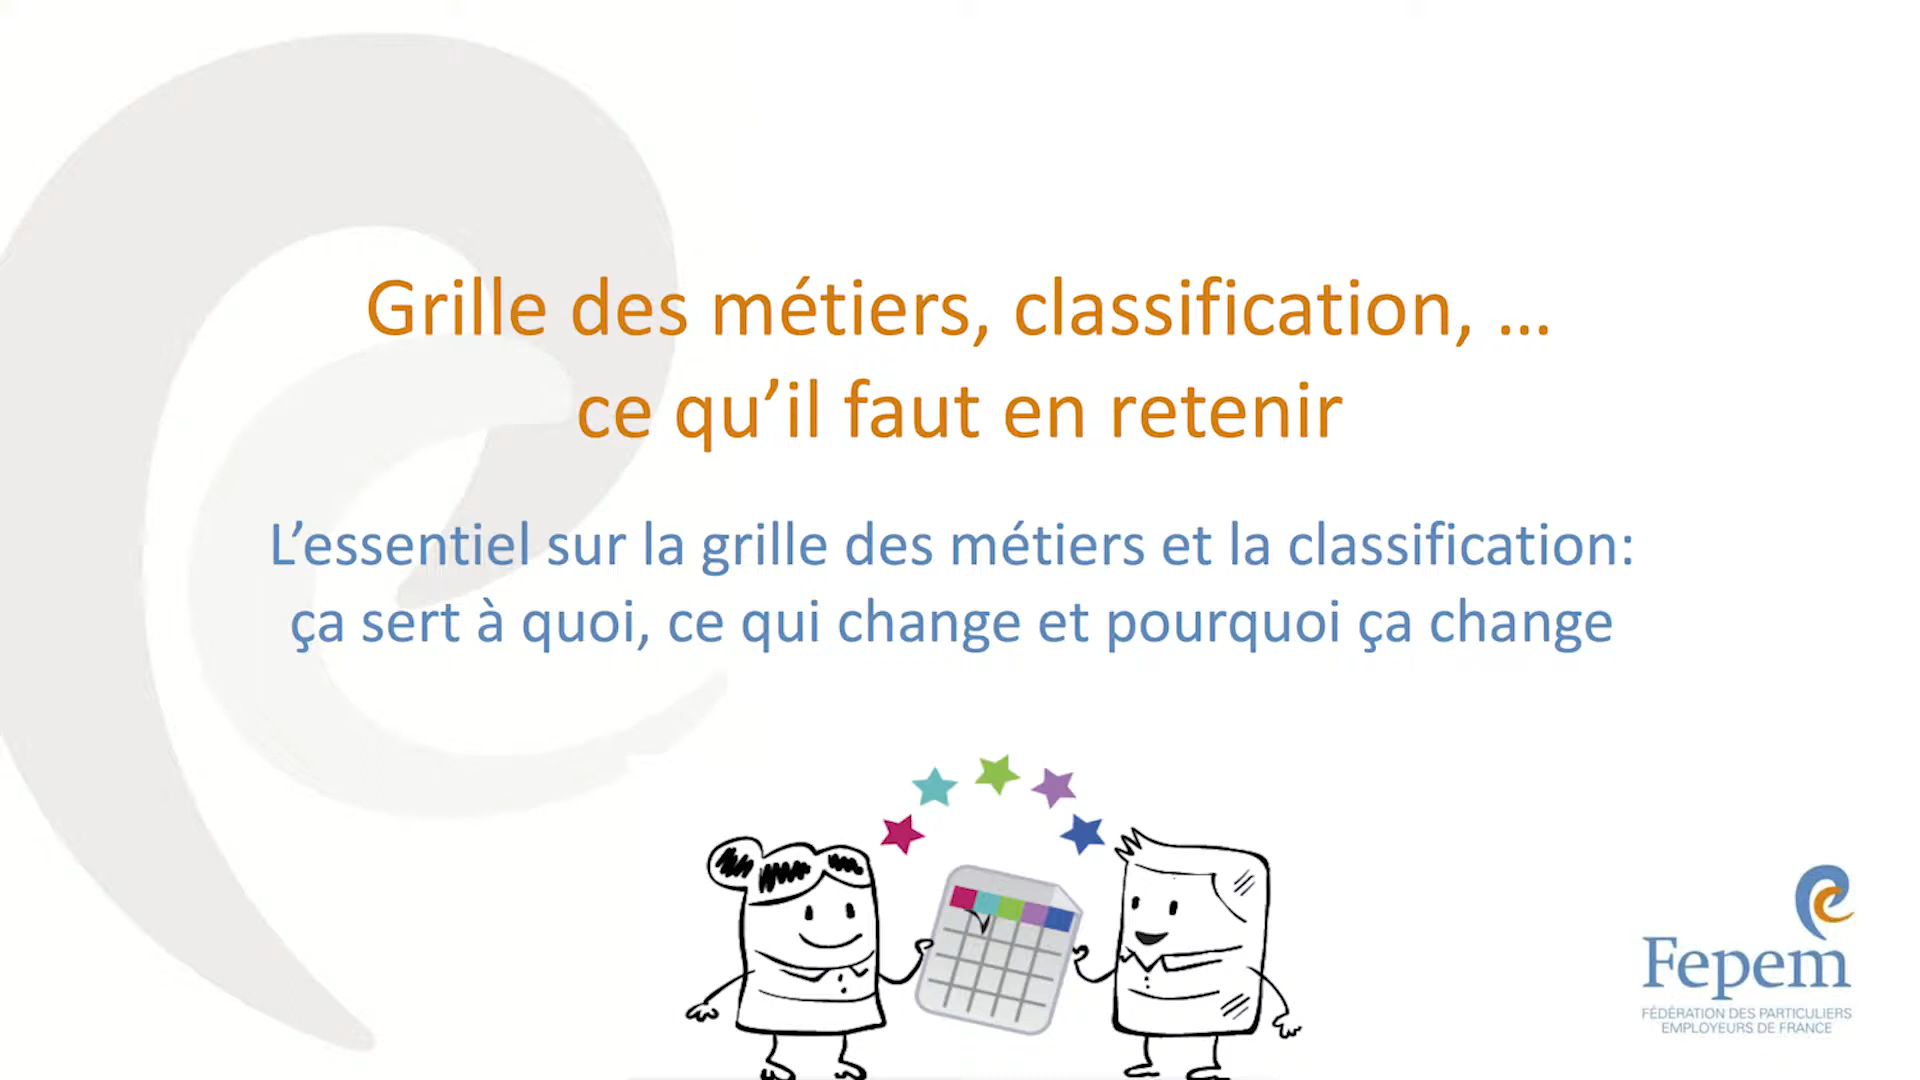 Grille des métiers, classification, ...
ce qu’il faut en retenir
L’essentiel sur la grille des métiers et la classification:
ça sert à quoi, ce qui change et pourquoi ça change
Fepem
FÉDÉRATION DES PARTICULIERS
EMPLOYEURS DE FRANCE